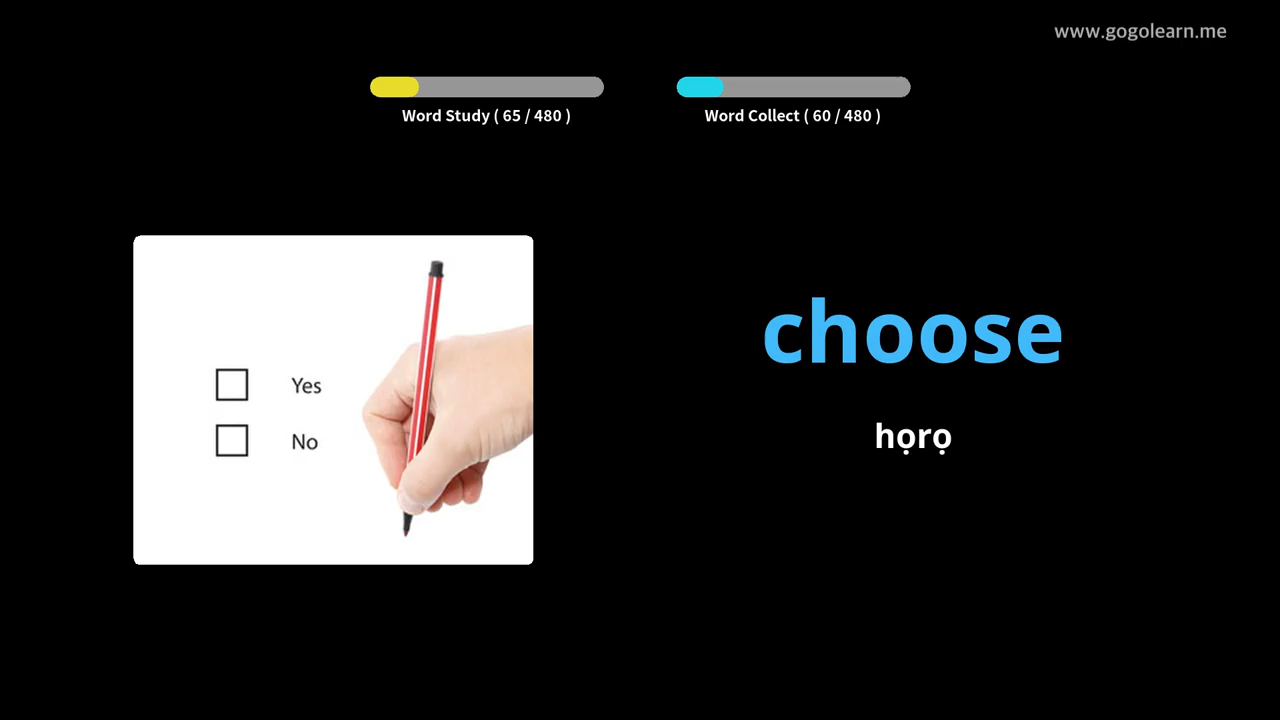 www.gogolearn.me
Word Study ( 65 / 480 )
Word Collect ( 60 / 480 )
Yes
No
choose
họrọ